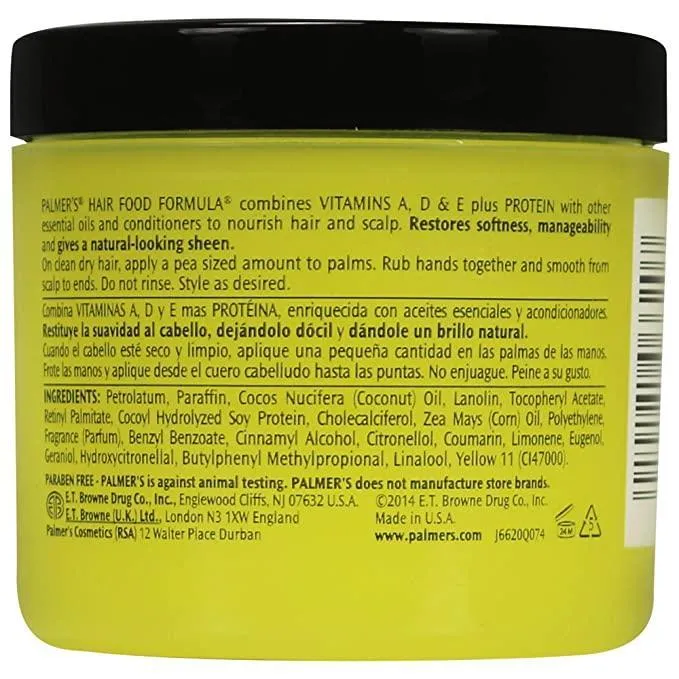 PALMER'S® HAIR FOOD FORMULA® combines VITAMINS A, D & E plus PROTEIN with other
essential oils and conditioners to nourish hair and scalp. Restores softness, manageability
and gives a natural-looking sheen.
On clean dry hair, apply a pea sized amount to palms. Rub hands together and smooth from
scalp to ends. Do not rinse. Style as desired.
Combina VITAMINAS A, D y E mas PROTÉINA, enriquecida con aceites esenciales y acondicionadores.
Restituye la suavidad al cabello, dejándolo dócil y dándole un brillo natural.
Cuando el cabello esté seco y limpio, aplique una pequeña cantidad en las palmas de las manos.
Frote las manos y aplique desde el cuero cabelludo hasta las puntas. No enjuague. Peine a su gusto.
INGREDIENTS: Petrolatum, Paraffin, Cocos Nucifera (Coconut) Oil, Lanolin, Tocopheryl Acetate,
Retinyl Palmitate, Cocoyl Hydrolyzed Soy Protein, Cholecalciferol, Zea Mays (Corn) Oil, Polyethylene,
Fragrance (Parfum), Benzyl Benzoate, Cinnamyl Alcohol, Citronellol, Coumarin, Limonene, Eugenol,
Geraniol, Hydroxycitronellal, Butylphenyl Methylpropional, Linalool, Yellow 11 (CI47000).
PARABEN FREE - PALMER'S is against animal testing. PALMER'S does not manufacture store brands.
E.T. Browne Drug Co., Inc., Englewood Cliffs, NJ 07632 U.S.A. ©2014 E.T. Browne Drug Co., Inc.
E.T. Browne (U.K.) Ltd., London N3 1XW England Made in U.S.A.
Palmer's Cosmetics (RSA) 12 Walter Place Durban www.palmers.com J6620Q074
24 M
5